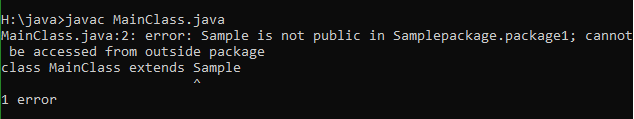 H:\java>javac MainClass.java
MainClass.java:2: error: Sample is not public in Samplepackage.package1; cannot
 be accessed from outside package
class MainClass extends Sample
                        ^
1 error